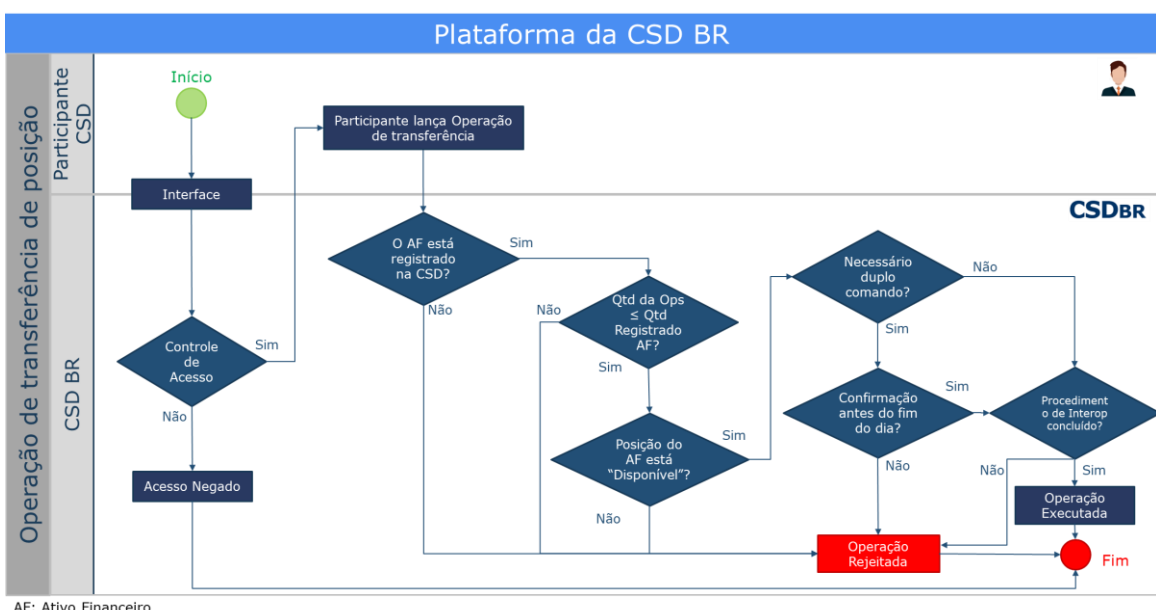 Plataforma da CSD BR
Operação de transferência de posição
Participante
CSD
CSD BR
Início
Interface
Controle
de
Acesso
Sim
Não
Acesso Negado
Participante lança Operação
de transferência
CSDBR
O AF está
registrado
na CSD?
Sim
Não
Qtd da Ops
≤ Qtd
Registrado
AF?
Não
Sim
Posição do
AF está
“Disponível”?
Sim
Não
Necessário
duplo
comando?
Não
Sim
Confirmação
antes do fim
do dia?
Sim
Não
Procediment
o de Interop
concluído?
Não
Sim
Operação
Executada
Operação
Rejeitada
Fim
AF: Ativo Financeiro